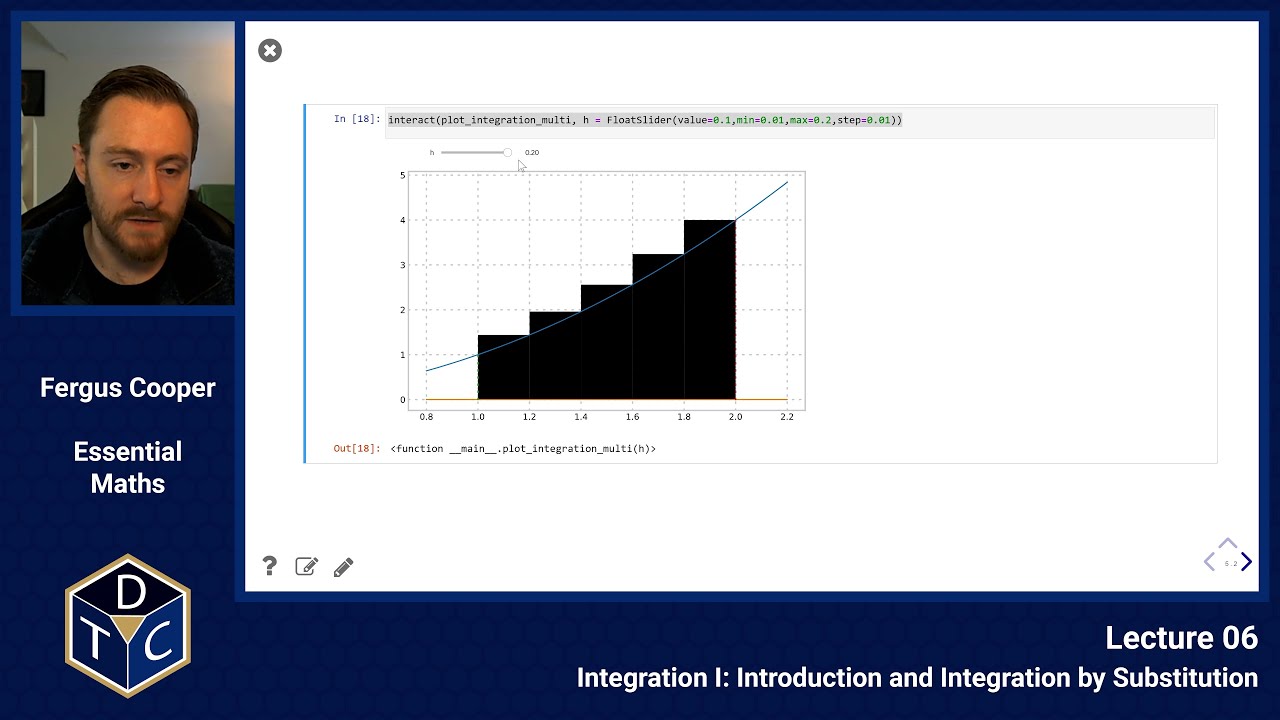 In [18]: interact(plot_integration_multi, h = FloatSlider(value=0.1,min=0.01,max=0.2,step=0.01))
h 0.20
5
4
3
2
1
0
0.8 1.0 1.2 1.4 1.6 1.8 2.0 2.2
Out[18]: <function __main__.plot_integration_multi(h)>
?
5.2
Fergus Cooper
Essential
Maths
D
T C
Lecture 06
Integration I: Introduction and Integration by Substitution